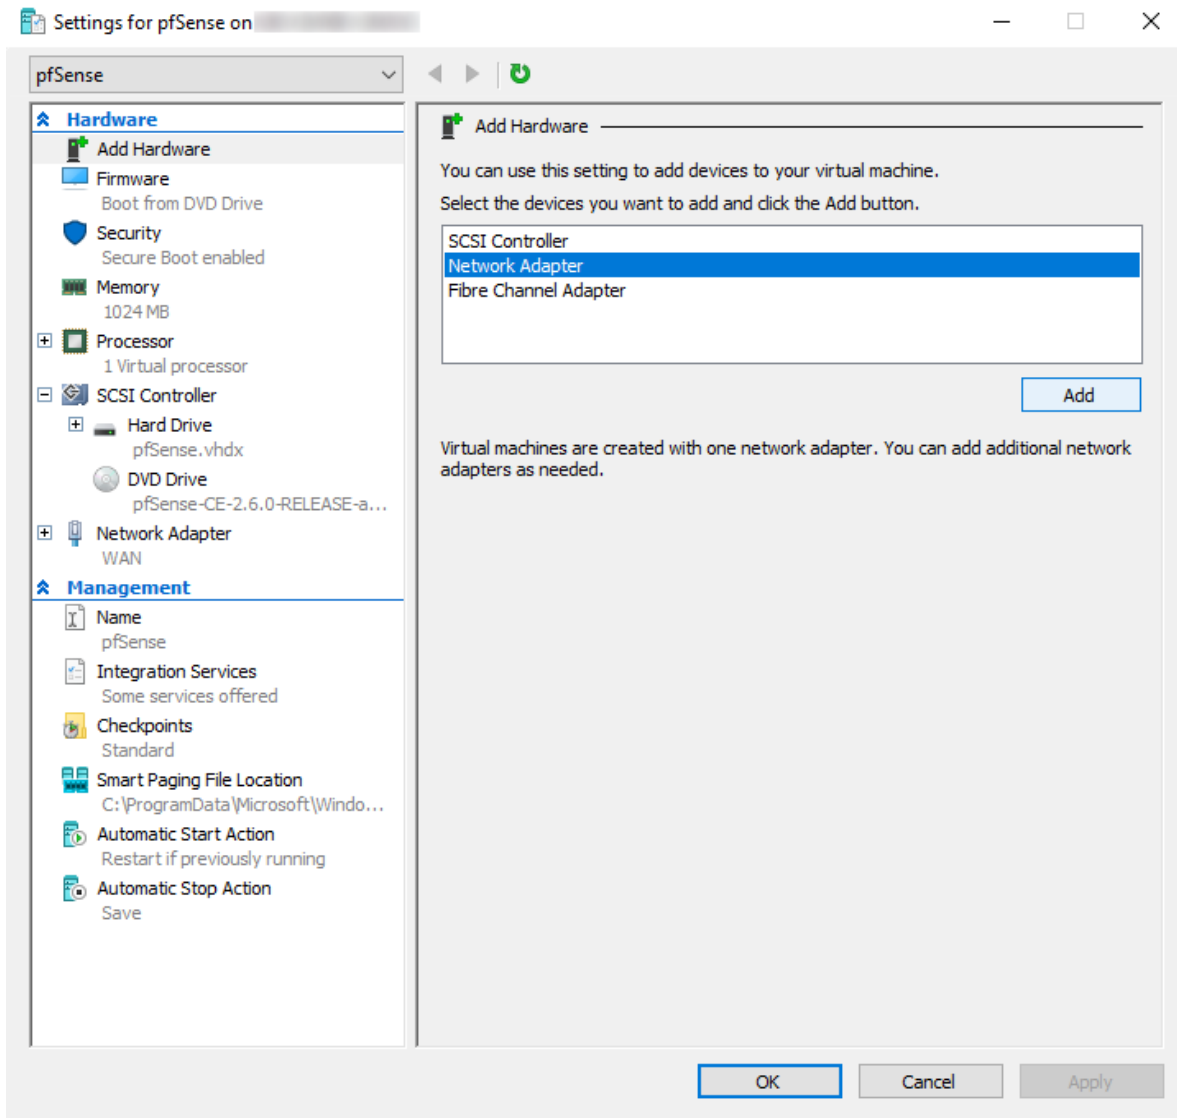 Settings for pfSense on
pfSense
Hardware
Add Hardware
Firmware
Boot from DVD Drive
Security
Secure Boot enabled
Memory
1024 MB
Processor
1 Virtual processor
SCSI Controller
Hard Drive
pfSense.vhdx
DVD Drive
pfSense-CE-2.6.0-RELEASE-a...
Network Adapter
WAN
Management
Name
pfSense
Integration Services
Some services offered
Checkpoints
Standard
Smart Paging File Location
C:\ProgramData\Microsoft\Windo...
Automatic Start Action
Restart if previously running
Automatic Stop Action
Save
Add Hardware
You can use this setting to add devices to your virtual machine.
Select the devices you want to add and click the Add button.
SCSI Controller
Network Adapter
Fibre Channel Adapter
Add
Virtual machines are created with one network adapter. You can add additional network
adapters as needed.
OK
Cancel
Apply